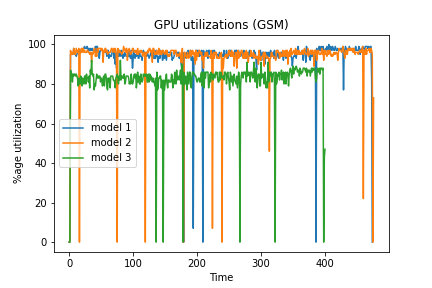 GPU utilizations (GSM)
%age utilization
100
80
60
40
20
0
model 1
model 2
model 3
0
100
200
300
400
Time